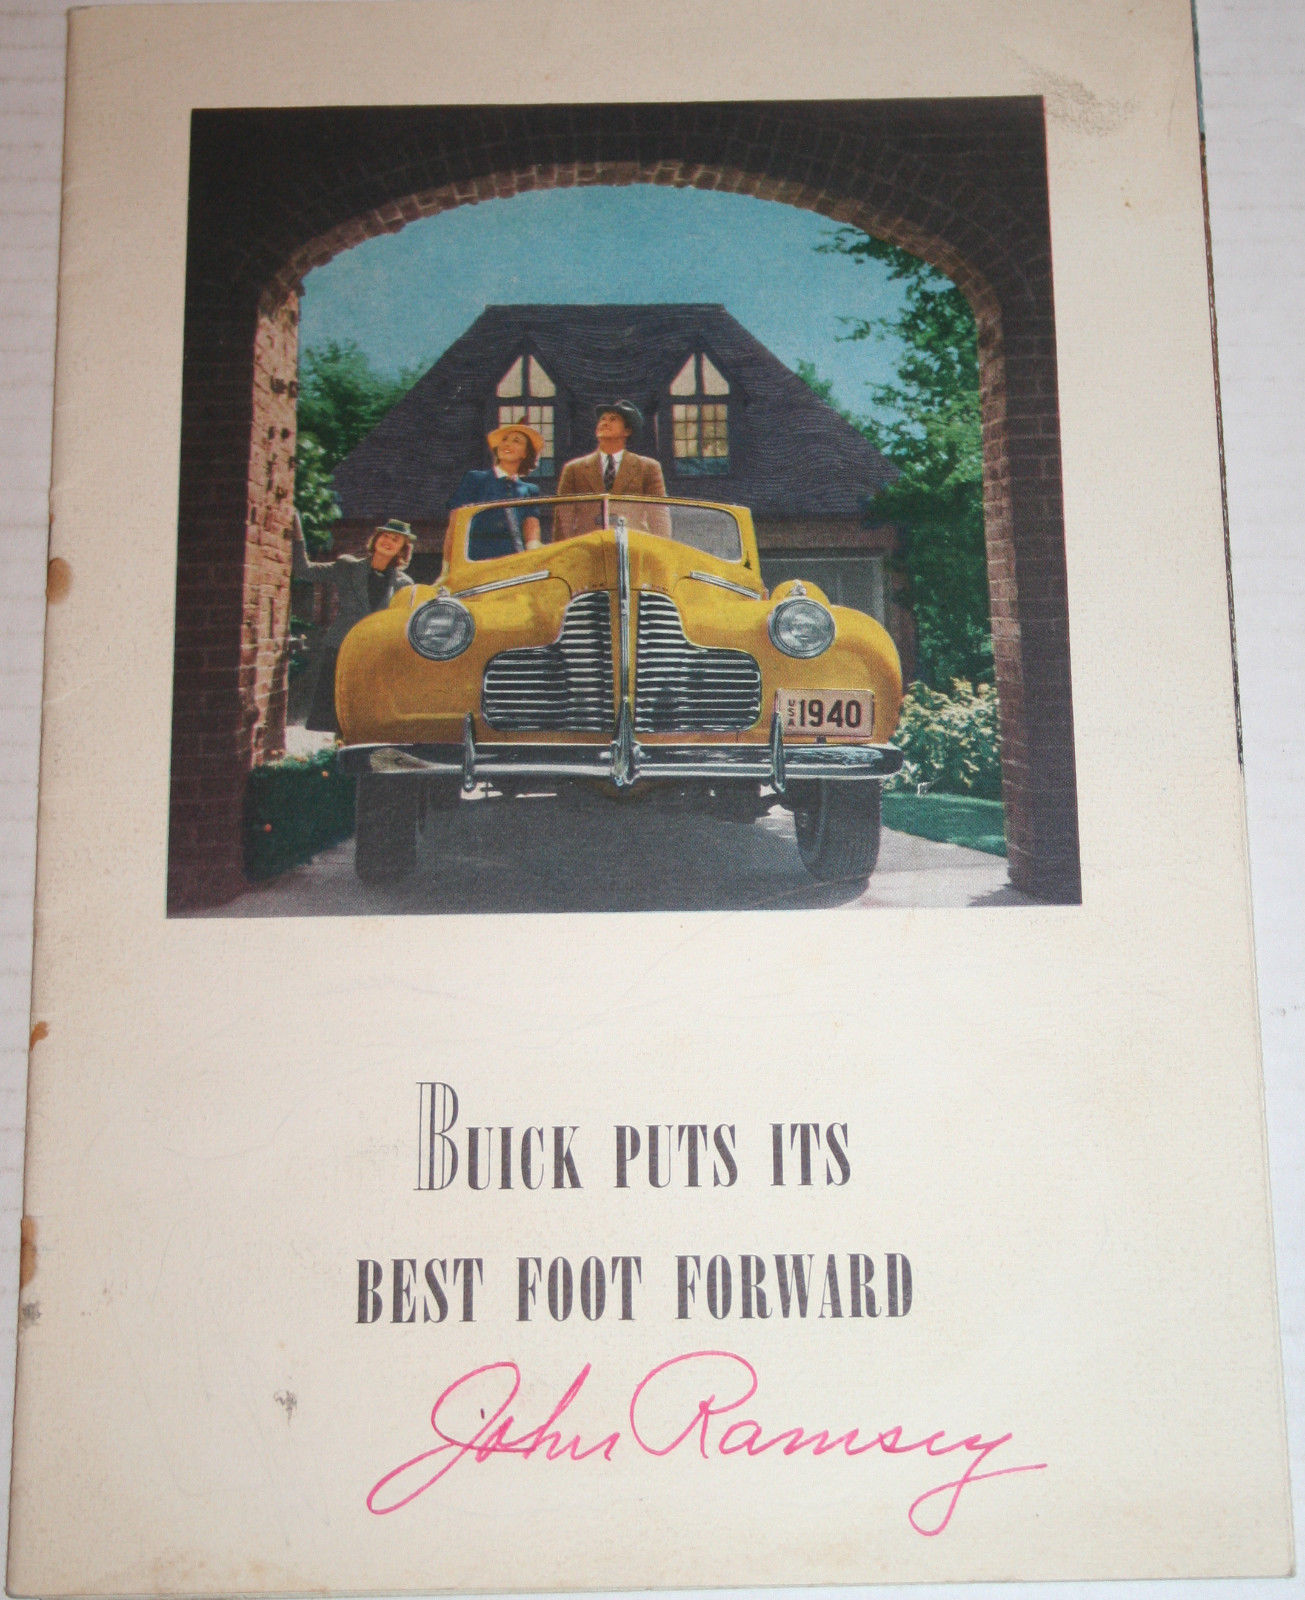 USA 1940
BUICK PUTS ITS
BEST FOOT FORWARD
John Ramsey